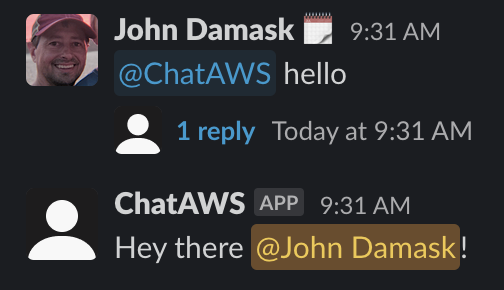 John Damask 9:31 AM
@ChatAWS hello
1 reply Today at 9:31 AM
ChatAWS APP 9:31 AM
Hey there @John Damask!